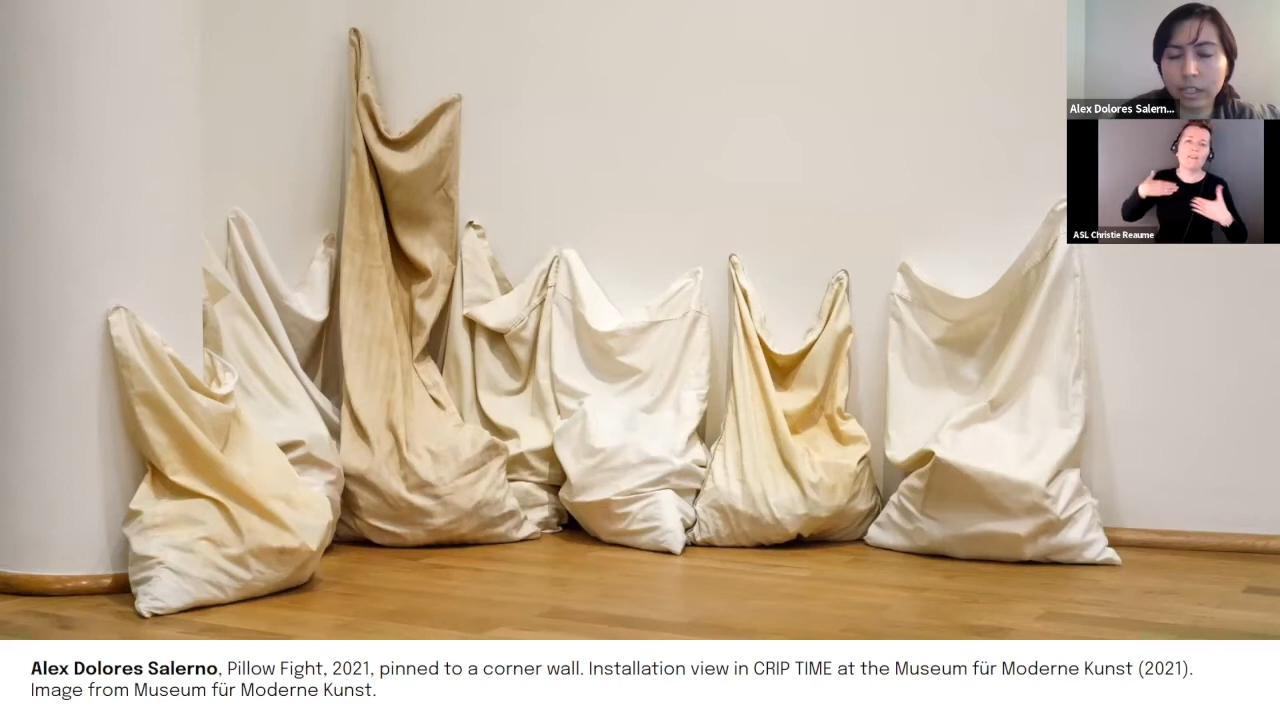 Alex Dolores Salern...
ASL Christie Reaume
Alex Dolores Salerno, Pillow Fight, 2021, pinned to a corner wall. Installation view in CRIP TIME at the Museum für Moderne Kunst (2021).
Image from Museum für Moderne Kunst.